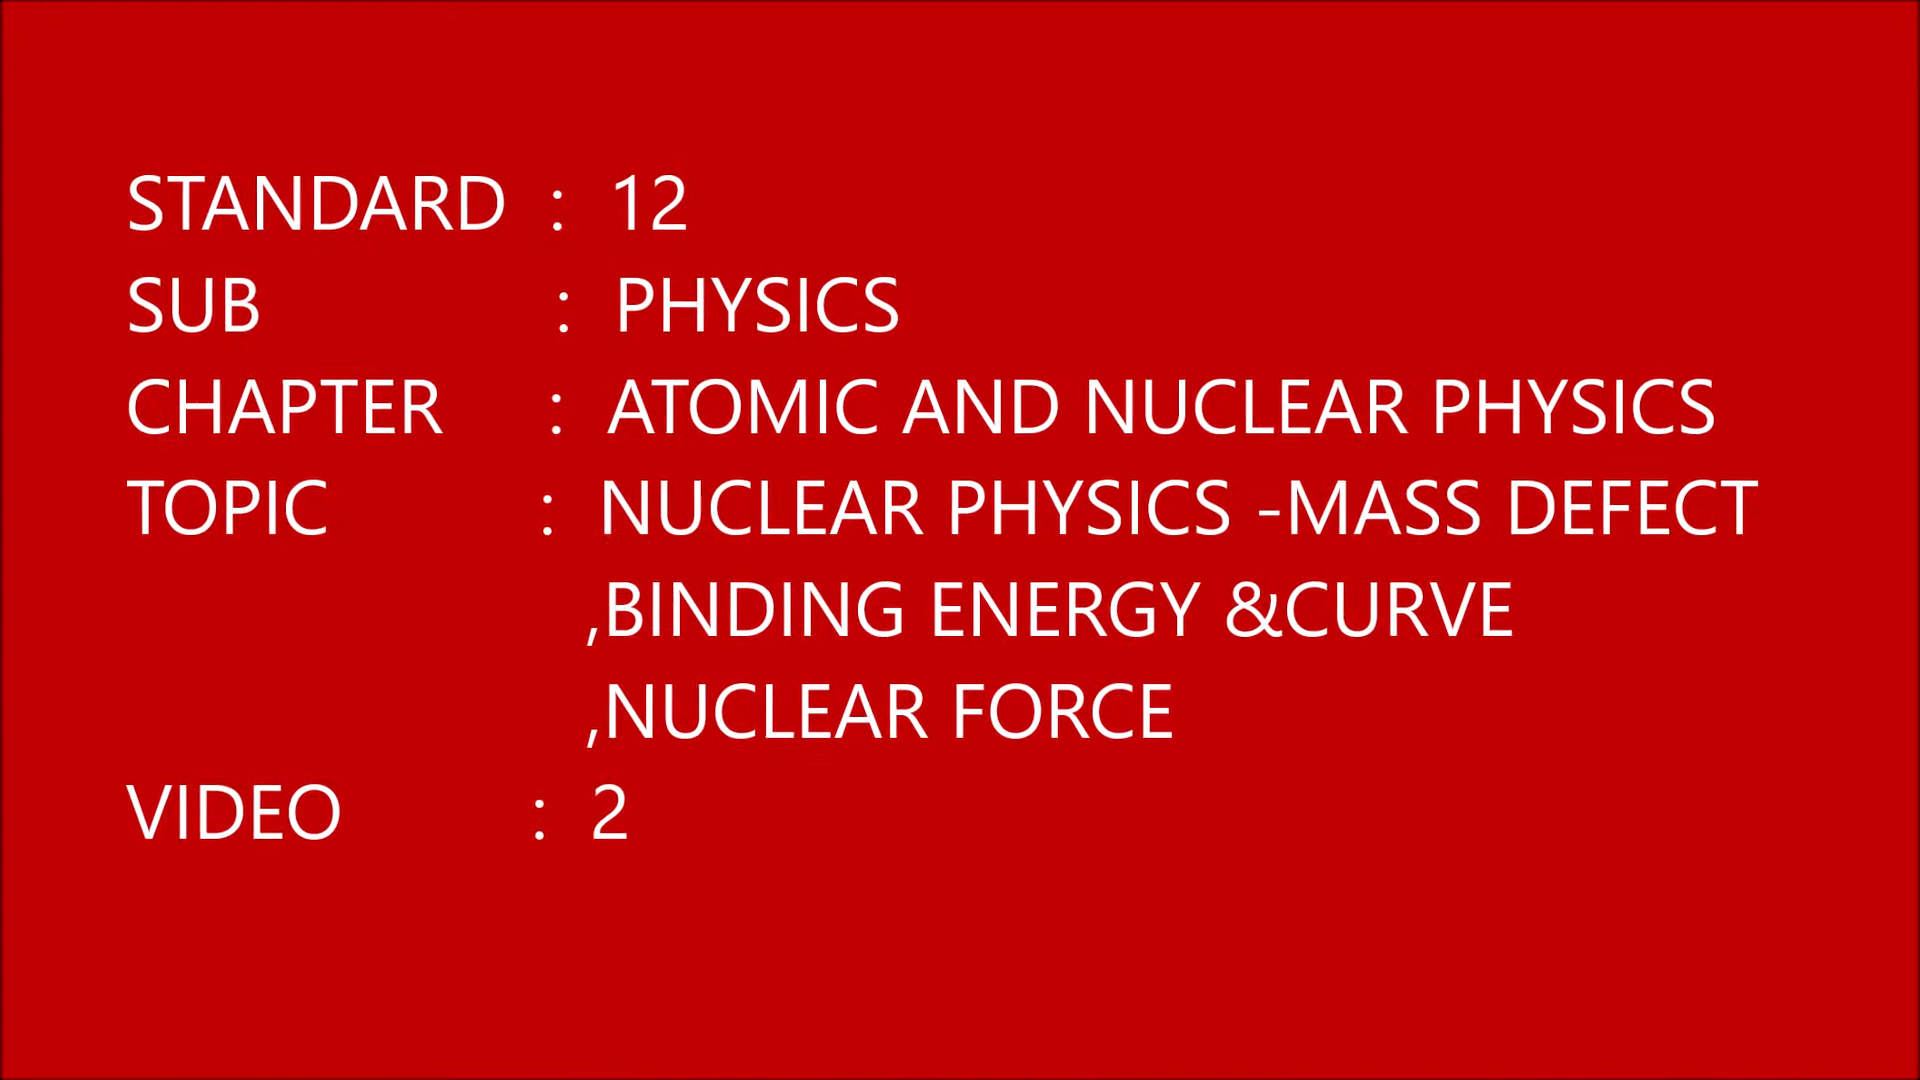 STANDARD : 12
SUB : PHYSICS
CHAPTER : ATOMIC AND NUCLEAR PHYSICS
TOPIC : NUCLEAR PHYSICS -MASS DEFECT
,BINDING ENERGY &CURVE
,NUCLEAR FORCE
VIDEO : 2